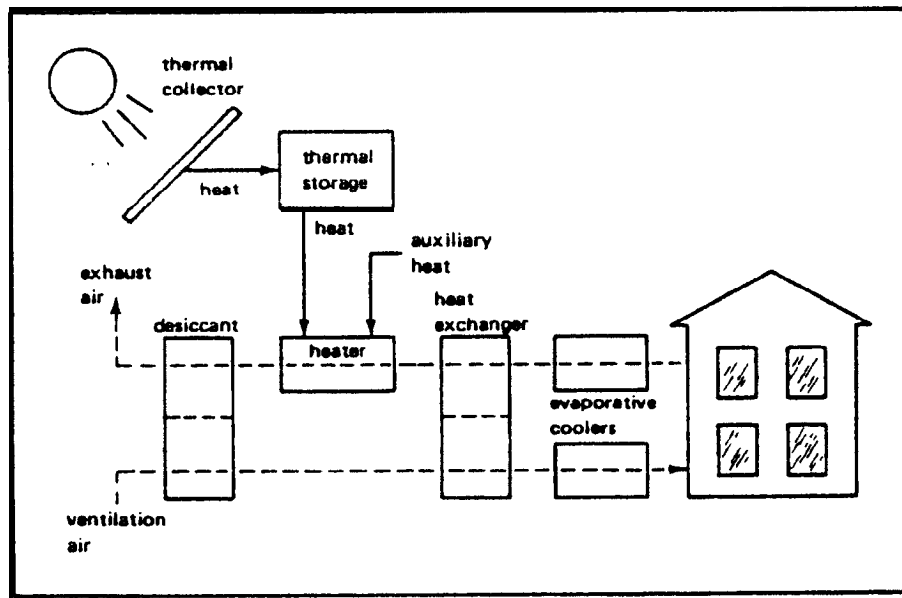 thermal
collector
thermal
storage
heat
heat
auxiliary
heat
exhaust
air
desiccant
heater
heat
exchanger
evaporative
coolers
ventilation
air